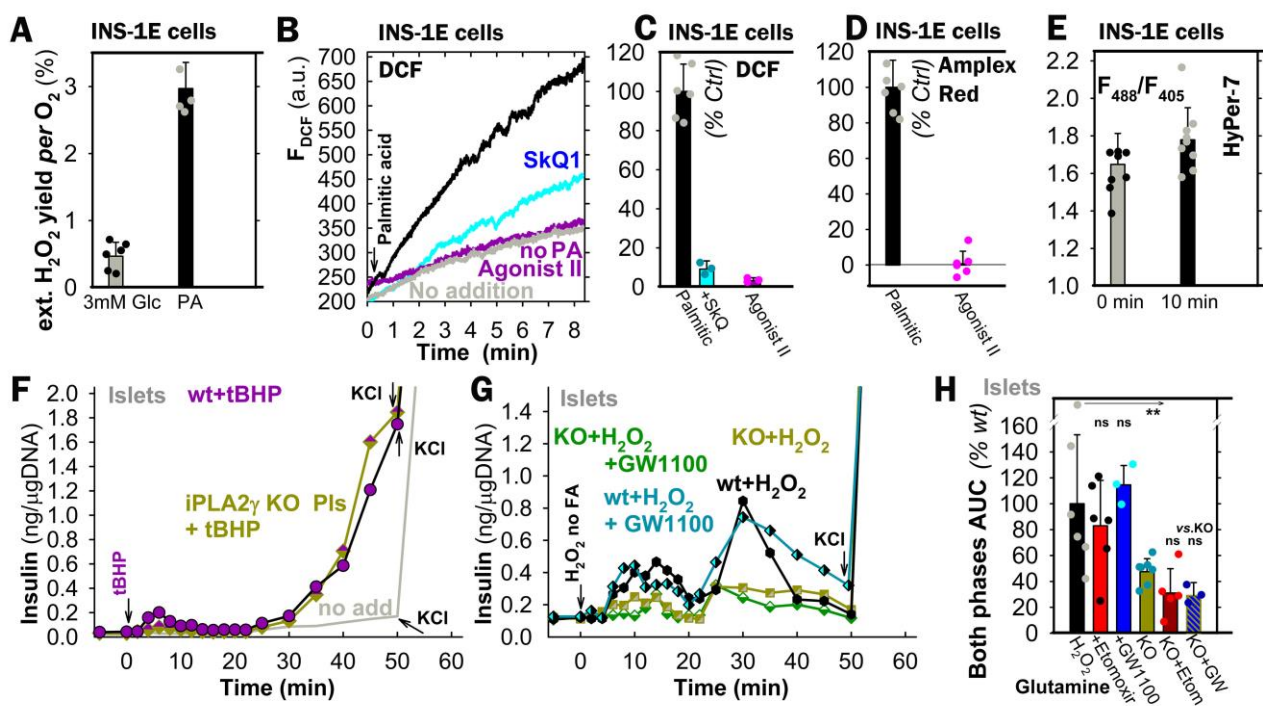 A
INS-1E cells
ext. H₂O₂ yield per O₂ (%)
3
2
1
0
3mM Glc
PA
B
INS-1E cells
DCF
F_DCF (a.u.)
700
650
600
550
500
450
400
350
300
250
200
Palmitic acid
SkQ1
no PA
Agonist II
No addition
0 1 2 3 4 5 6 7 8
Time (min)
C
INS-1E cells
DCF
(% Ctrl)
120
100
80
60
40
20
0
Palmitic
+SkQ
Agonist II
D
INS-1E cells
Amplex
Red
(% Ctrl)
120
100
80
60
40
20
0
Palmitic
Agonist II
E
INS-1E cells
F₄₈₈/F₄₀₅
HyPer-7
2.2
2.0
1.8
1.6
1.4
1.2
1.0
0 min
10 min
F
Islets
wt+tBHP
KCl
KCl
iPLA2γ KO PIs
+ tBHP
tBHP
no add
KCl
Insulin (ng/μgDNA)
2.0
1.8
1.6
1.4
1.2
1.0
0.8
0.6
0.4
0.2
0.0
0 10 20 30 40 50 60
Time (min)
G
Islets
KO+H₂O₂
+GW1100
KO+H₂O₂
wt+H₂O₂
wt+H₂O₂
+ GW1100
H₂O₂ no FA
KCl
Insulin (ng/μgDNA)
1.4
1.2
1.0
0.8
0.6
0.4
0.2
0.0
0 10 20 30 40 50 60
Time (min)
H
Islets
**
ns
ns
vs.KO
ns
ns
Both phases AUC (% wt)
160
140
120
100
80
60
40
20
0
H₂O₂
+Etomoxir
+GW1100
KO
KO+Etom
KO+GW
Glutamine